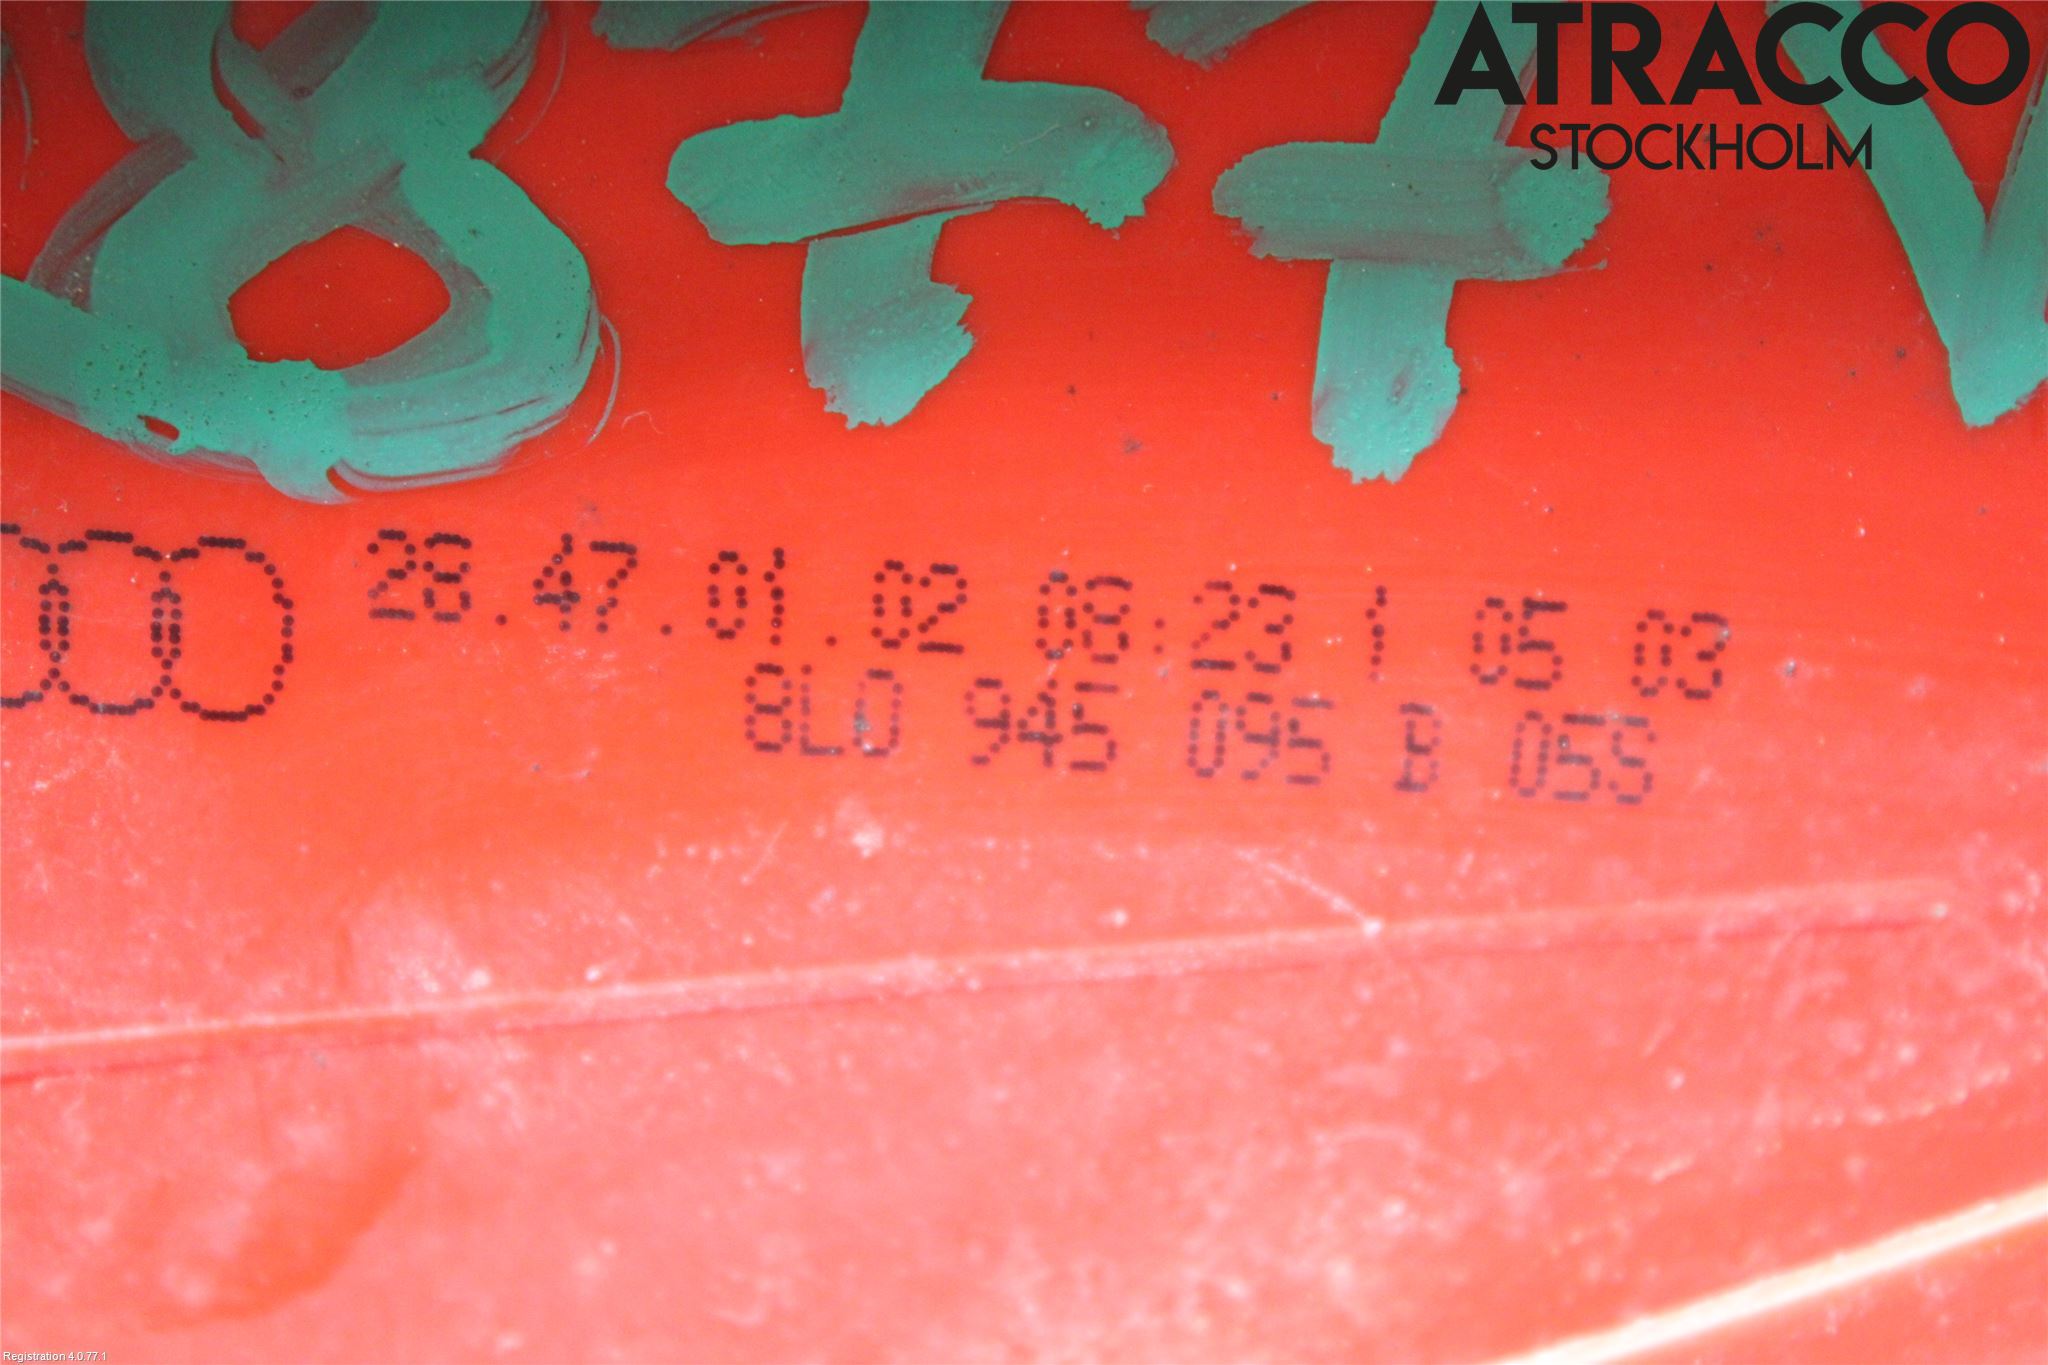 877V
ATRACCO
STOCKHOLM
28.47.01.02 08:23 1 05 03
8L0 945 095 B 055
Registration 4.0.77.1